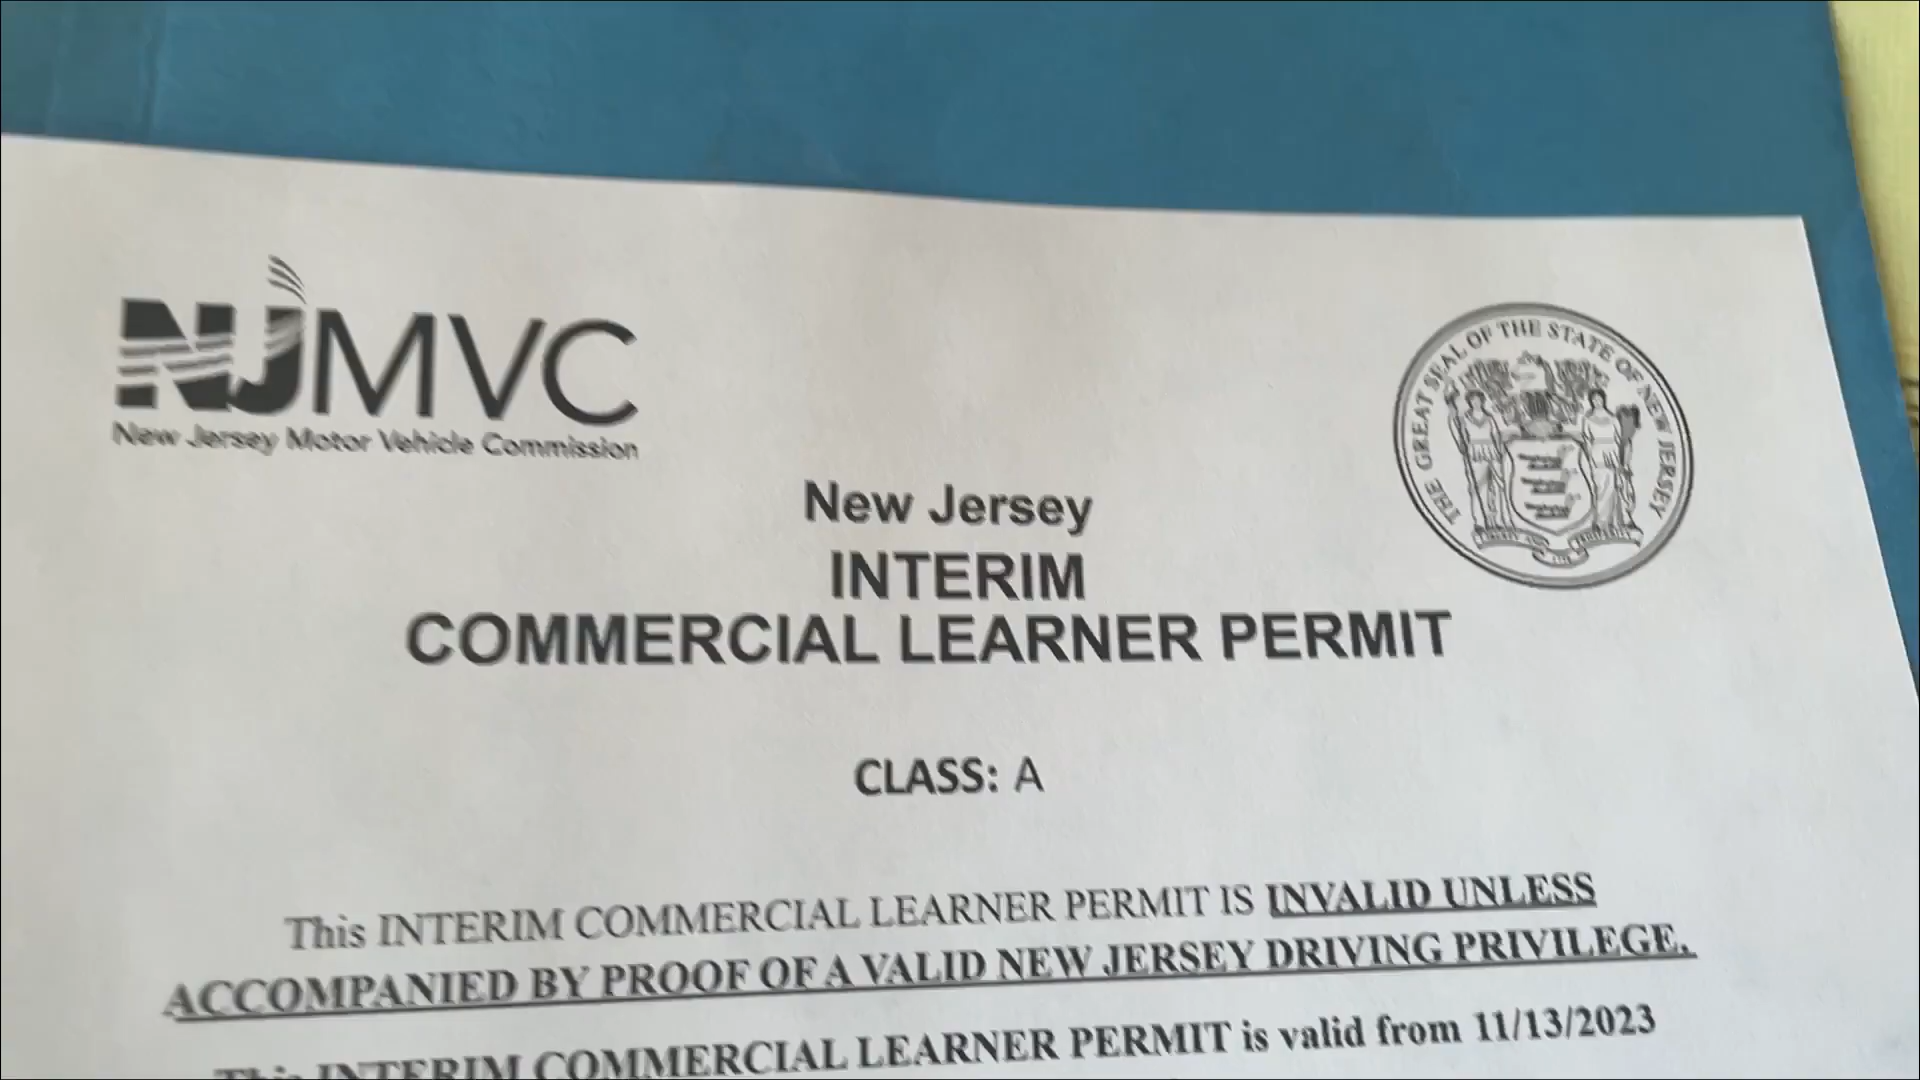 NJMVC
New Jersey Motor Vehicle Commission
THE GREAT SEAL OF THE STATE OF NEW JERSEY
New Jersey
INTERIM
COMMERCIAL LEARNER PERMIT
CLASS: A
This INTERIM COMMERCIAL LEARNER PERMIT IS INVALID UNLESS
ACCOMPANIED BY PROOF OF A VALID NEW JERSEY DRIVING PRIVILEGE.
This INTERIM COMMERCIAL LEARNER PERMIT is valid from 11/13/2023